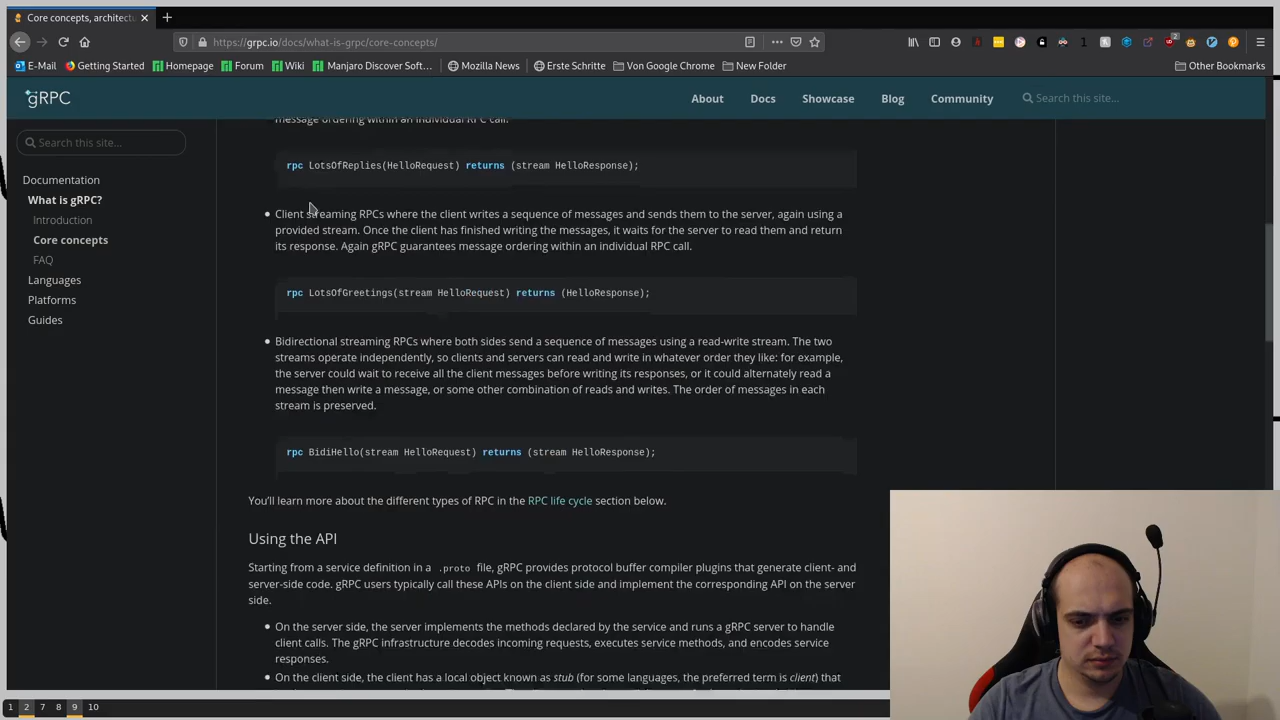 Core concepts, architectu
https://grpc.io/docs/what-is-grpc/core-concepts/
E-Mail Getting Started Homepage Forum Wiki Manjaro Discover Soft... Mozilla News Erste Schritte Von Google Chrome New Folder Other Bookmarks
gRPC About Docs Showcase Blog Community Search this site...
Search this site...
Documentation
What is gRPC?
Introduction
Core concepts
FAQ
Languages
Platforms
Guides
message ordering within an individual RPC call.
rpc LotsOfReplies(HelloRequest) returns (stream HelloResponse);
Client streaming RPCs where the client writes a sequence of messages and sends them to the server, again using a
provided stream. Once the client has finished writing the messages, it waits for the server to read them and return
its response. Again gRPC guarantees message ordering within an individual RPC call.
rpc LotsOfGreetings(stream HelloRequest) returns (HelloResponse);
Bidirectional streaming RPCs where both sides send a sequence of messages using a read-write stream. The two
streams operate independently, so clients and servers can read and write in whatever order they like: for example,
the server could wait to receive all the client messages before writing its responses, or it could alternately read a
message then write a message, or some other combination of reads and writes. The order of messages in each
stream is preserved.
rpc BidiHello(stream HelloRequest) returns (stream HelloResponse);
You'll learn more about the different types of RPC in the RPC life cycle section below.
Using the API
Starting from a service definition in a .proto file, gRPC provides protocol buffer compiler plugins that generate client- and
server-side code. gRPC users typically call these APIs on the client side and implement the corresponding API on the server
side.
On the server side, the server implements the methods declared by the service and runs a gRPC server to handle
client calls. The gRPC infrastructure decodes incoming requests, executes service methods, and encodes service
responses.
On the client side, the client has a local object known as stub (for some languages, the preferred term is client) that
1 2 7 8 9 10